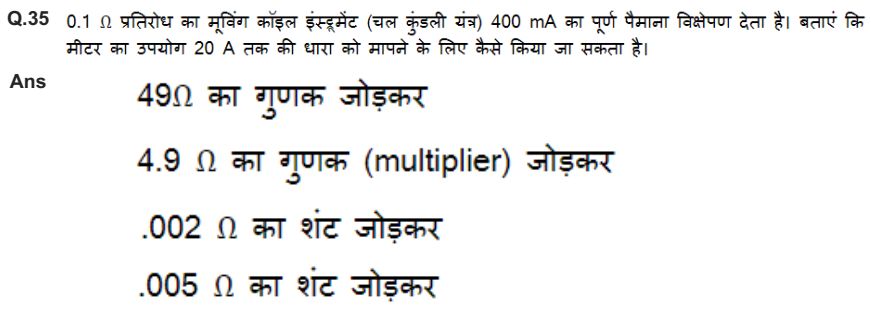 Q.35 0.1 Ω प्रतिरोध का मूविंग कॉइल इंस्ट्रूमेंट (चल कुंडली यंत्र) 400 mA का पूर्ण पैमाना विक्षेपण देता है। बताएं कि
मीटर का उपयोग 20 A तक की धारा को मापने के लिए कैसे किया जा सकता है।
Ans
49Ω का गुणक जोड़कर
4.9 Ω का गुणक (multiplier) जोड़कर
.002 Ω का शंट जोड़कर
.005 Ω का शंट जोड़कर